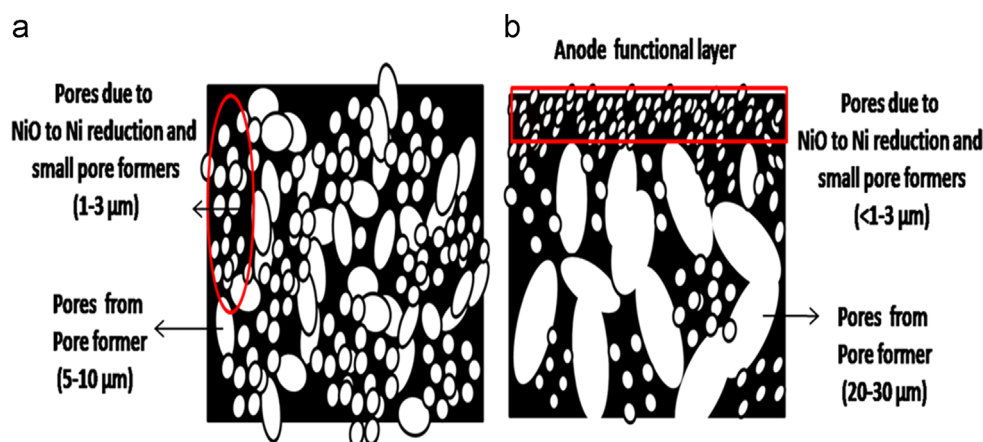 a
Pores due to
NiO to Ni reduction and
small pore formers
(1-3 µm)
Pores from
Pore former
(5-10 µm)
b
Anode functional layer
Pores due to
NiO to Ni reduction and
small pore formers
(<1-3 µm)
Pores from
Pore former
(20-30 µm)